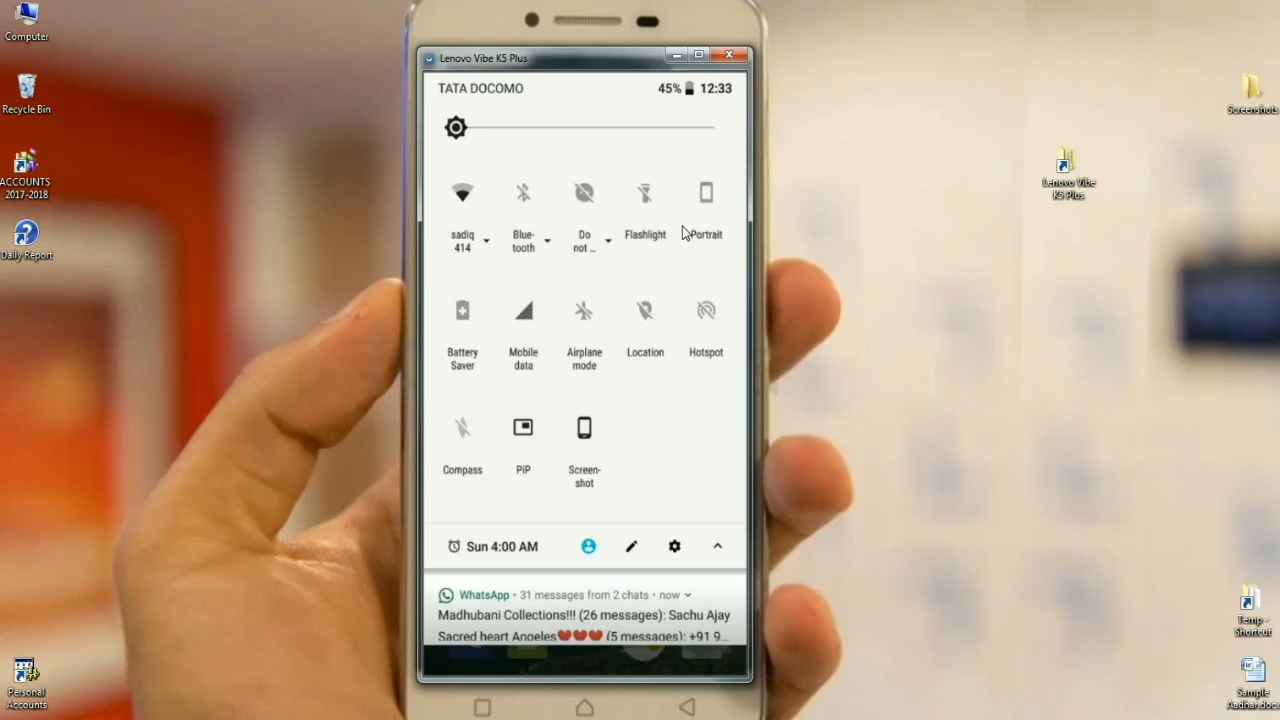 Computer
Recycle Bin
ACCOUNTS
2017-2018
Daily Report
Personal
Accounts
Lenovo Vibe K5 Plus
TATA DOCOMO
45%
12:33
sadiq
414
Blue-
tooth
Do
not ...
Flashlight
Portrait
Battery
Saver
Mobile
data
Airplane
mode
Location
Hotspot
Compass
PiP
Screen-
shot
Sun 4:00 AM
WhatsApp • 31 messages from 2 chats • now
Madhubani Collections!!! (26 messages): Sachu Ajay
Sacred heart Angeles❤❤❤ (5 messages): +91 9...
Lenovo Vibe
K5 Plus
Screenshots
Temp -
Shortcut
Sample
Aadhar.docx